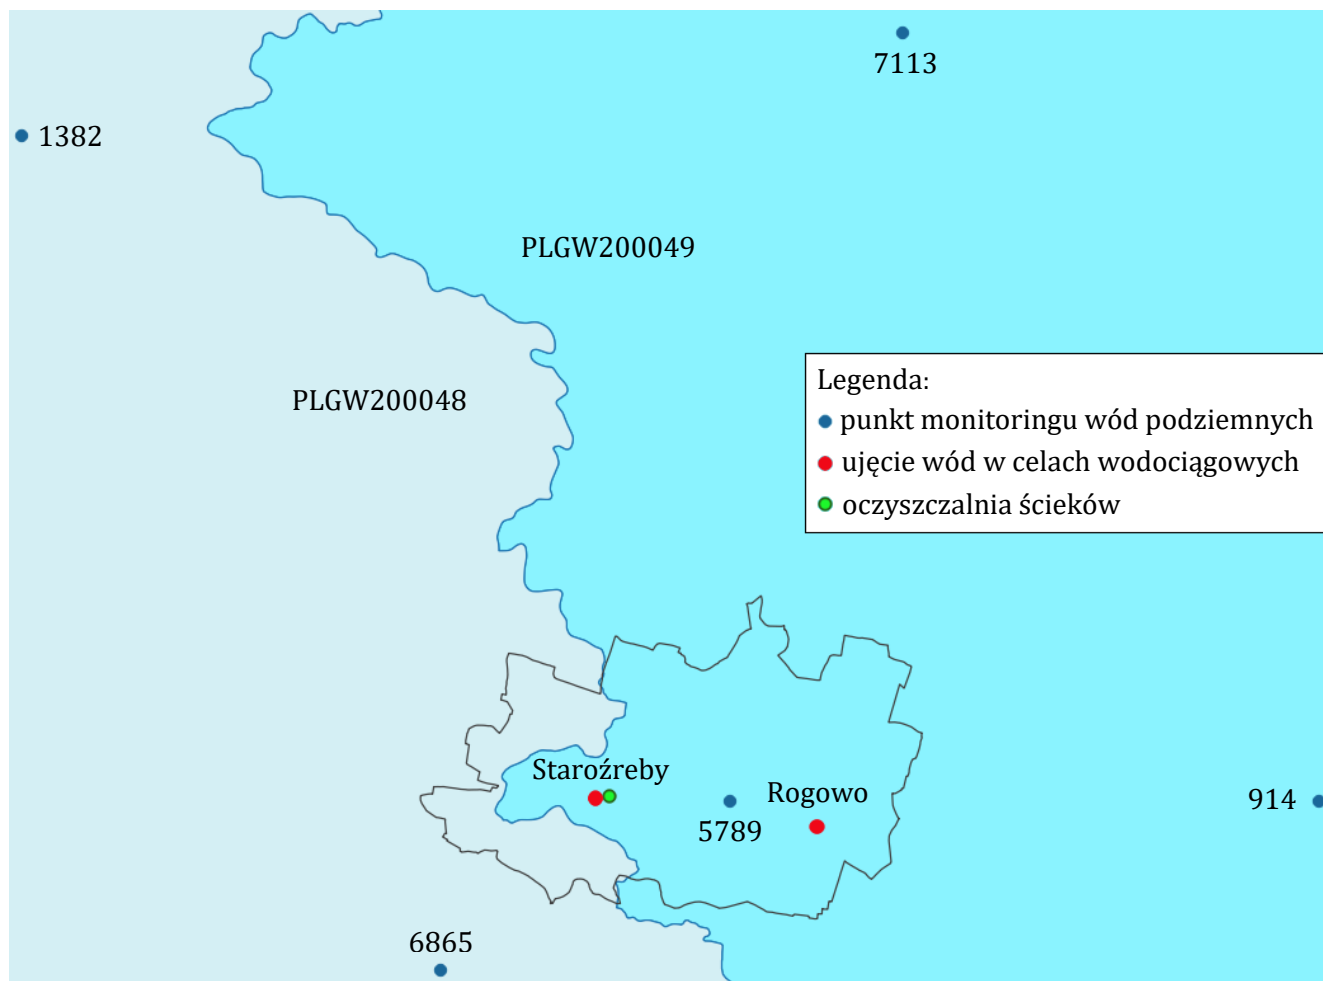 7113
1382
PLGW200049
PLGW200048
Legenda:
punkt monitoringu wód podziemnych
ujęcie wód w celach wodociągowych
oczyszczalnia ścieków
Staroźreby
Rogowo
5789
914
6865